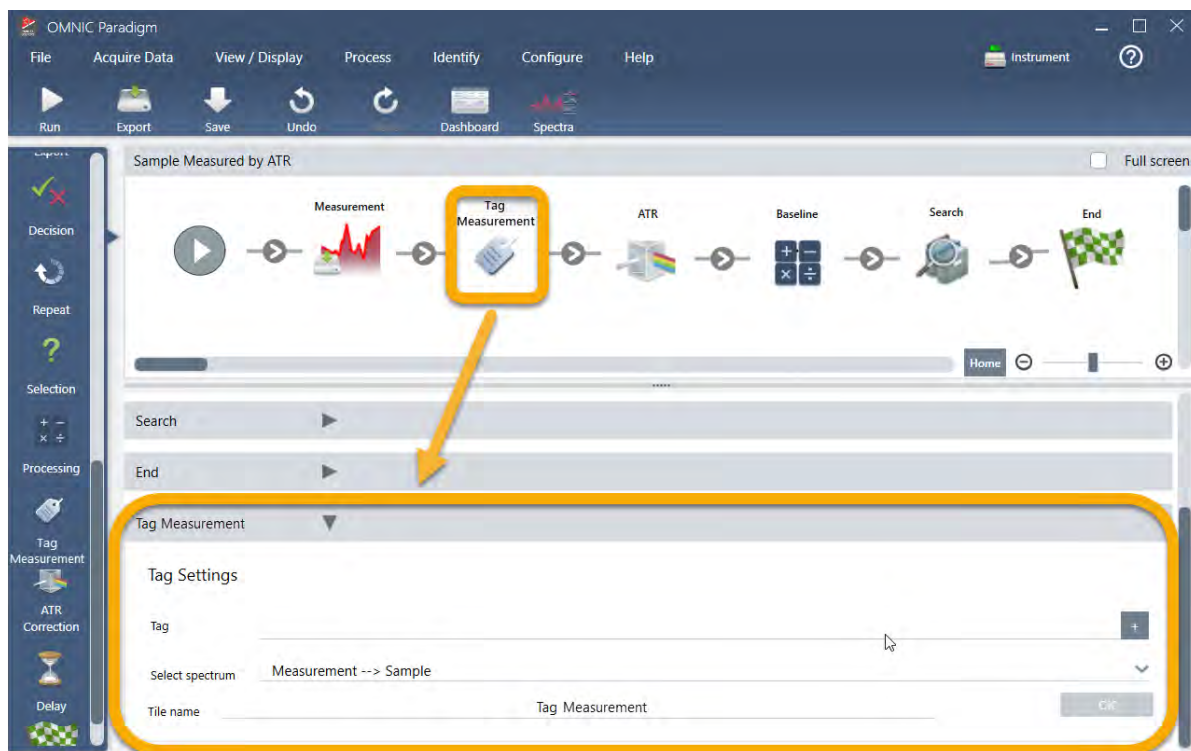 OMNIC Paradigm
File Acquire Data View / Display Process Identify Configure Help Instrument
Run Export Save Undo Dashboard Spectra
Export
Decision
Repeat
Selection
Processing
Tag
Measurement
ATR
Correction
Delay
Sample Measured by ATR Full screen
Measurement
Tag
Measurement
ATR
Baseline
Search
End
Home
Search
End
Tag Measurement
Tag Settings
Tag
+
Select spectrum Measurement --> Sample
Tile name Tag Measurement
OK